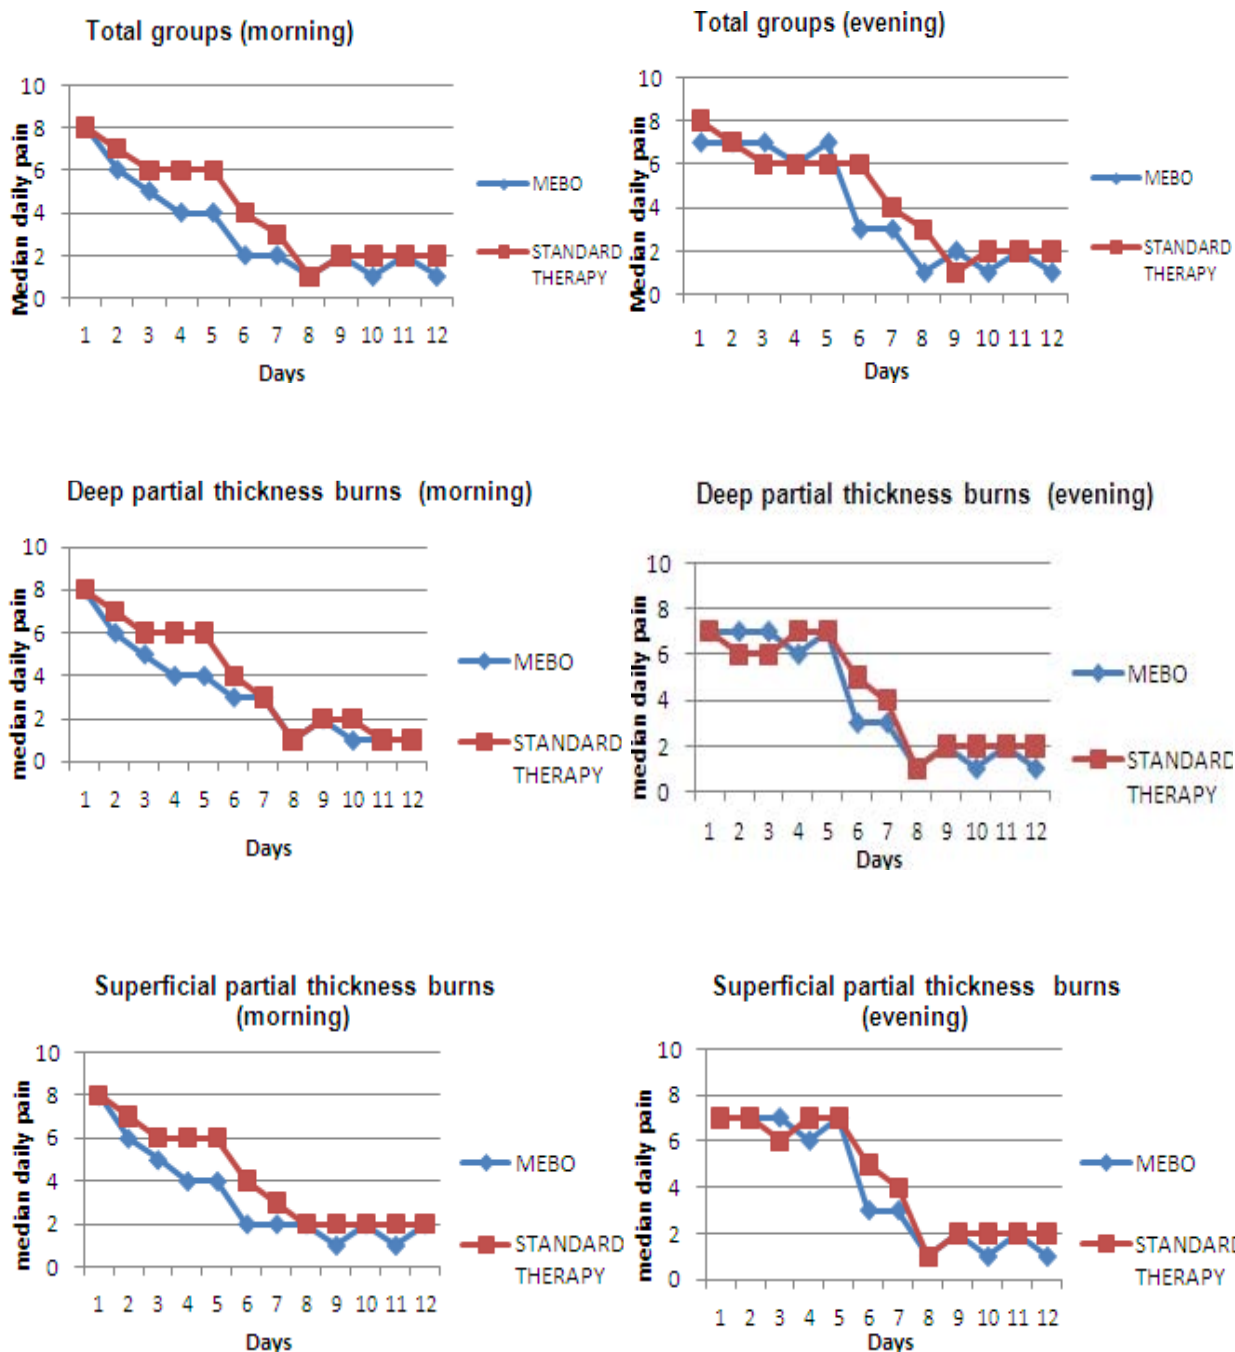 Total groups (morning)
Median daily pain
10
8
6
4
2
0
1 2 3 4 5 6 7 8 9 10 11 12
Days
MEBO
STANDARD
THERAPY
Total groups (evening)
Median daily pain
10
8
6
4
2
0
1 2 3 4 5 6 7 8 9 10 11 12
Days
MEBO
STANDARD
THERAPY
Deep partial thickness burns (morning)
median daily pain
10
8
6
4
2
0
1 2 3 4 5 6 7 8 9 10 11 12
Days
MEBO
STANDARD
THERAPY
Deep partial thickness burns (evening)
median daily pain
10
8
6
4
2
0
1 2 3 4 5 6 7 8 9 10 11 12
Days
MEBO
STANDARD
THERAPY
Superficial partial thickness burns
(morning)
median daily pain
10
8
6
4
2
0
1 2 3 4 5 6 7 8 9 10 11 12
Days
MEBO
STANDARD
THERAPY
Superficial partial thickness burns
(evening)
median daily pain
10
8
6
4
2
0
1 2 3 4 5 6 7 8 9 10 11 12
Days
MEBO
STANDARD
THERAPY